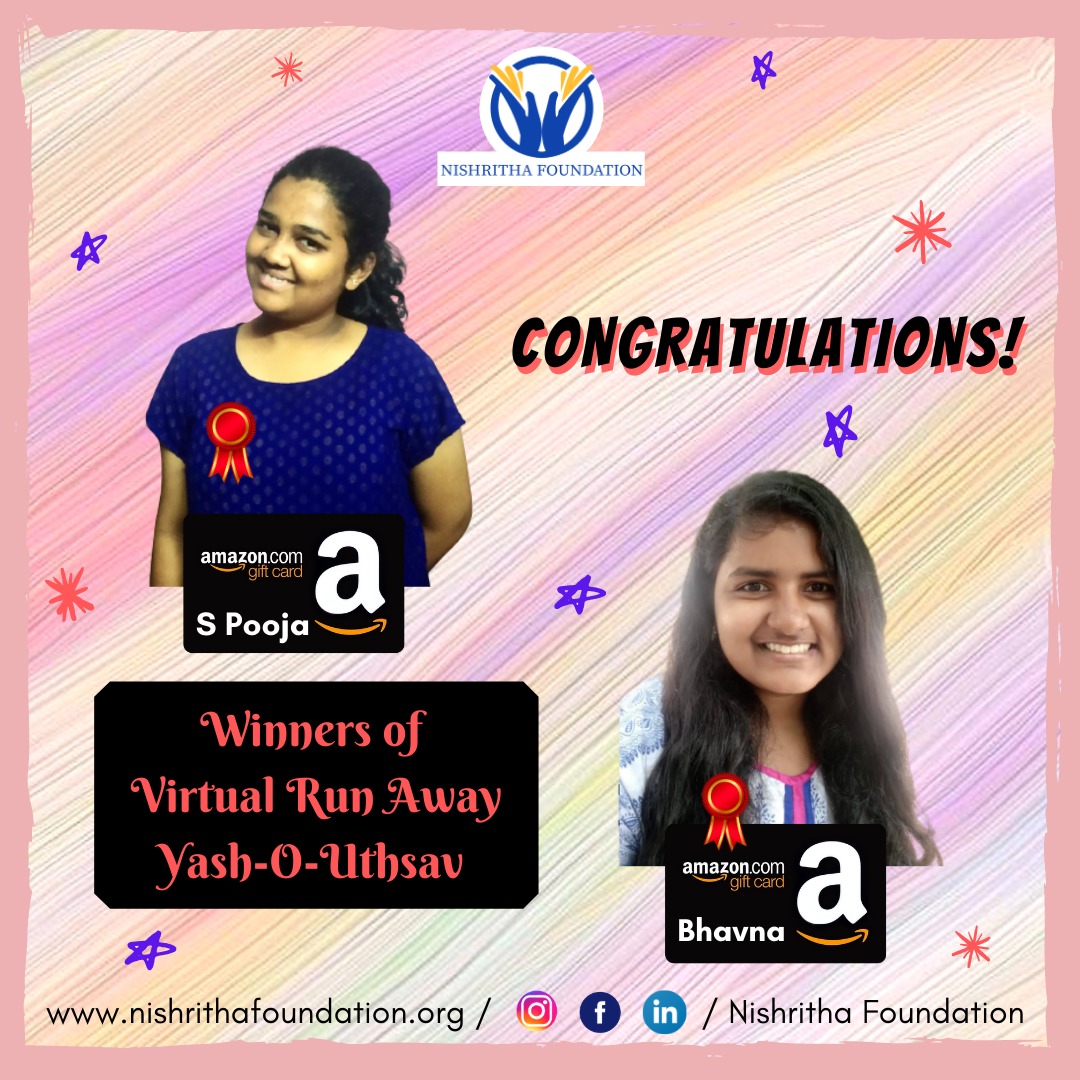 NISHRITHA FOUNDATION
CONGRATULATIONS!
amazon.com
gift card
a
S Pooja
Winners of
Virtual Run Away
Yash-O-Uthsav
amazon.com
gift card
a
Bhavna
www.nishrithafoundation.org / f in / Nishritha Foundation